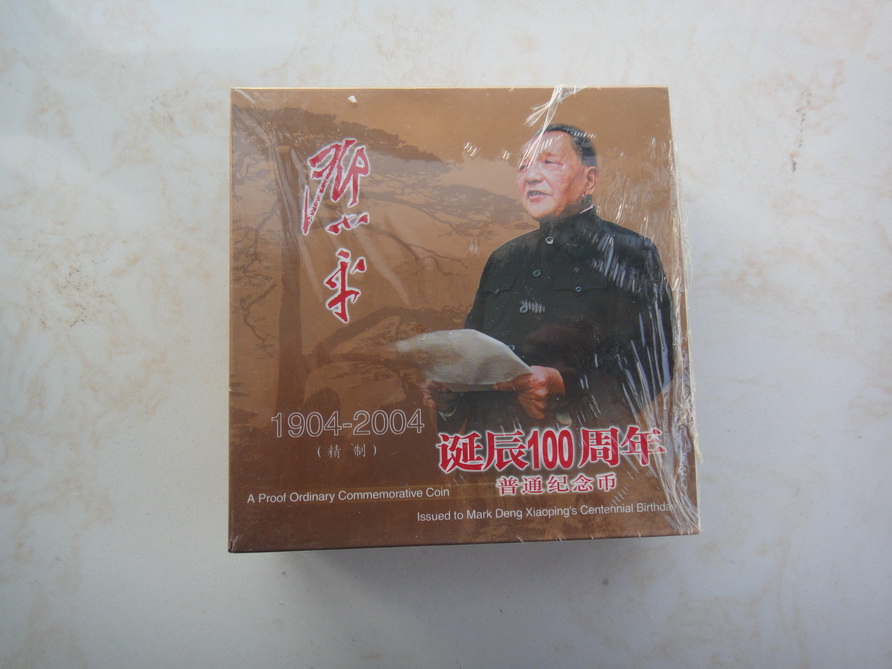 邓小平
1904-2004
（精 制）
诞辰100周年
普通纪念币
A Proof Ordinary Commemorative Coin
Issued to Mark Deng Xiaoping's Centennial Birthda